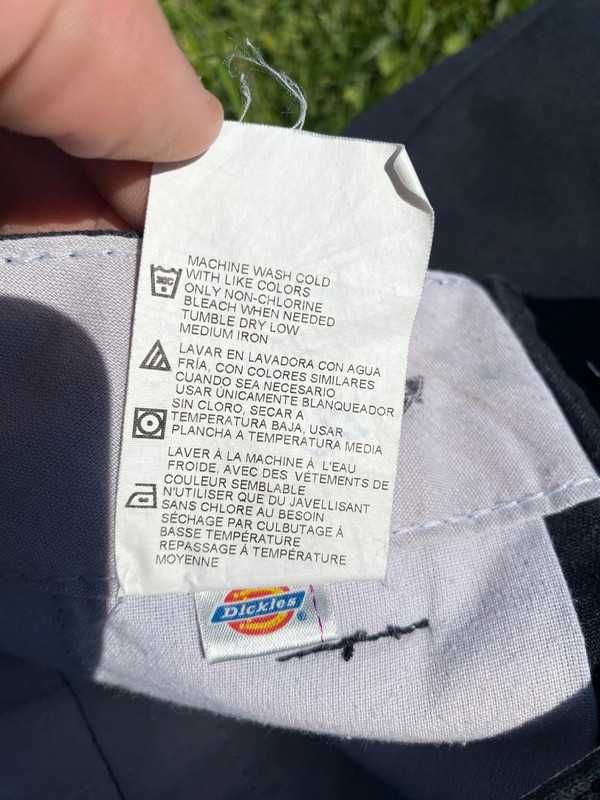 MACHINE WASH COLD
WITH LIKE COLORS
ONLY NON-CHLORINE
BLEACH WHEN NEEDED
TUMBLE DRY LOW
MEDIUM IRON
LAVAR EN LAVADORA CON AGUA
FRÍA, CON COLORES SIMILARES
CUANDO SEA NECESARIO
USAR ÚNICAMENTE BLANQUEADOR
SIN CLORO, SECAR A
TEMPERATURA BAJA, USAR
PLANCHA A TEMPERATURA MEDIA
LAVER À LA MACHINE À L'EAU
FROIDE, AVEC DES VÊTEMENTS DE
COULEUR SEMBLABLE
N'UTILISER QUE DU JAVELLISANT
SANS CHLORE AU BESOIN
SÉCHAGE PAR CULBUTAGE À
BASSE TEMPÉRATURE
REPASSAGE À TEMPÉRATURE
MOYENNE
Dickies